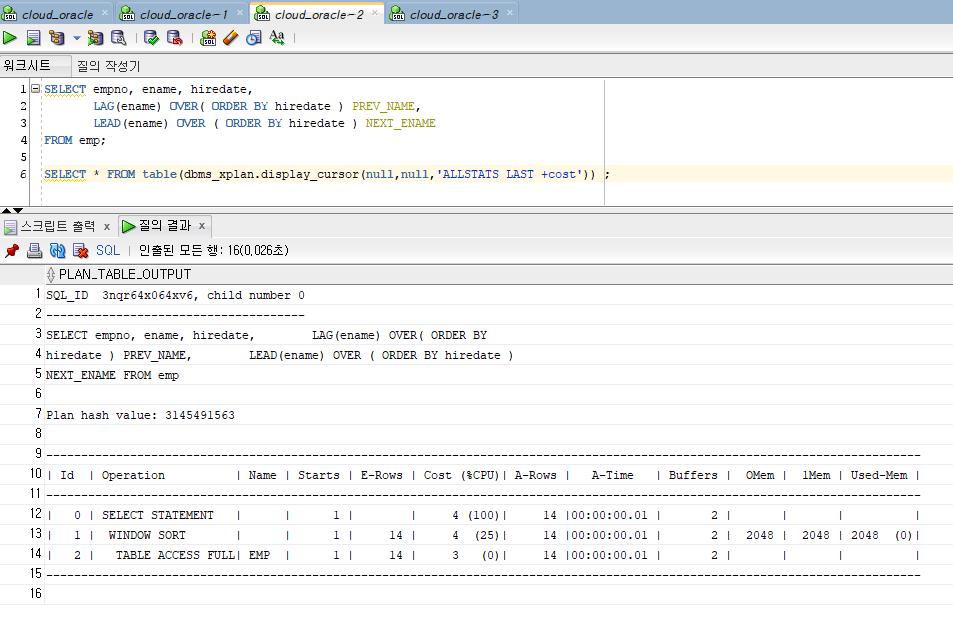 cloud_oracle × cloud_oracle~1 × cloud_oracle~2 × cloud_oracle~3 ×
워크시트 질의 작성기
1 SELECT empno, ename, hiredate,
2 LAG(ename) OVER( ORDER BY hiredate ) PREV_NAME,
3 LEAD(ename) OVER ( ORDER BY hiredate ) NEXT_ENAME
4 FROM emp;
5
6 SELECT * FROM table(dbms_xplan.display_cursor(null,null,'ALLSTATS LAST +cost')) ;
스크립트 출력 × 질의 결과 ×
SQL | 인출된 모든 행: 16(0,026초)
PLAN_TABLE_OUTPUT
1 SQL_ID 3nqr64x064xv6, child number 0
2 -------------------------------------
3 SELECT empno, ename, hiredate, LAG(ename) OVER( ORDER BY
4 hiredate ) PREV_NAME, LEAD(ename) OVER ( ORDER BY hiredate )
5 NEXT_ENAME FROM emp
6
7 Plan hash value: 3145491563
8
9 -----------------------------------------------------------------------------------------------------------------------------
10 | Id | Operation | Name | Starts | E-Rows | Cost (%CPU)| A-Rows | A-Time | Buffers | OMem | 1Mem | Used-Mem |
11 -----------------------------------------------------------------------------------------------------------------------------
12 | 0 | SELECT STATEMENT | | 1 | | 4 (100)| 14 |00:00:00.01 | 2 | | | |
13 | 1 | WINDOW SORT | | 1 | 14 | 4 (25)| 14 |00:00:00.01 | 2 | 2048 | 2048 | 2048 (0)|
14 | 2 | TABLE ACCESS FULL| EMP | 1 | 14 | 3 (0)| 14 |00:00:00.01 | 2 | | | |
15 -----------------------------------------------------------------------------------------------------------------------------
16